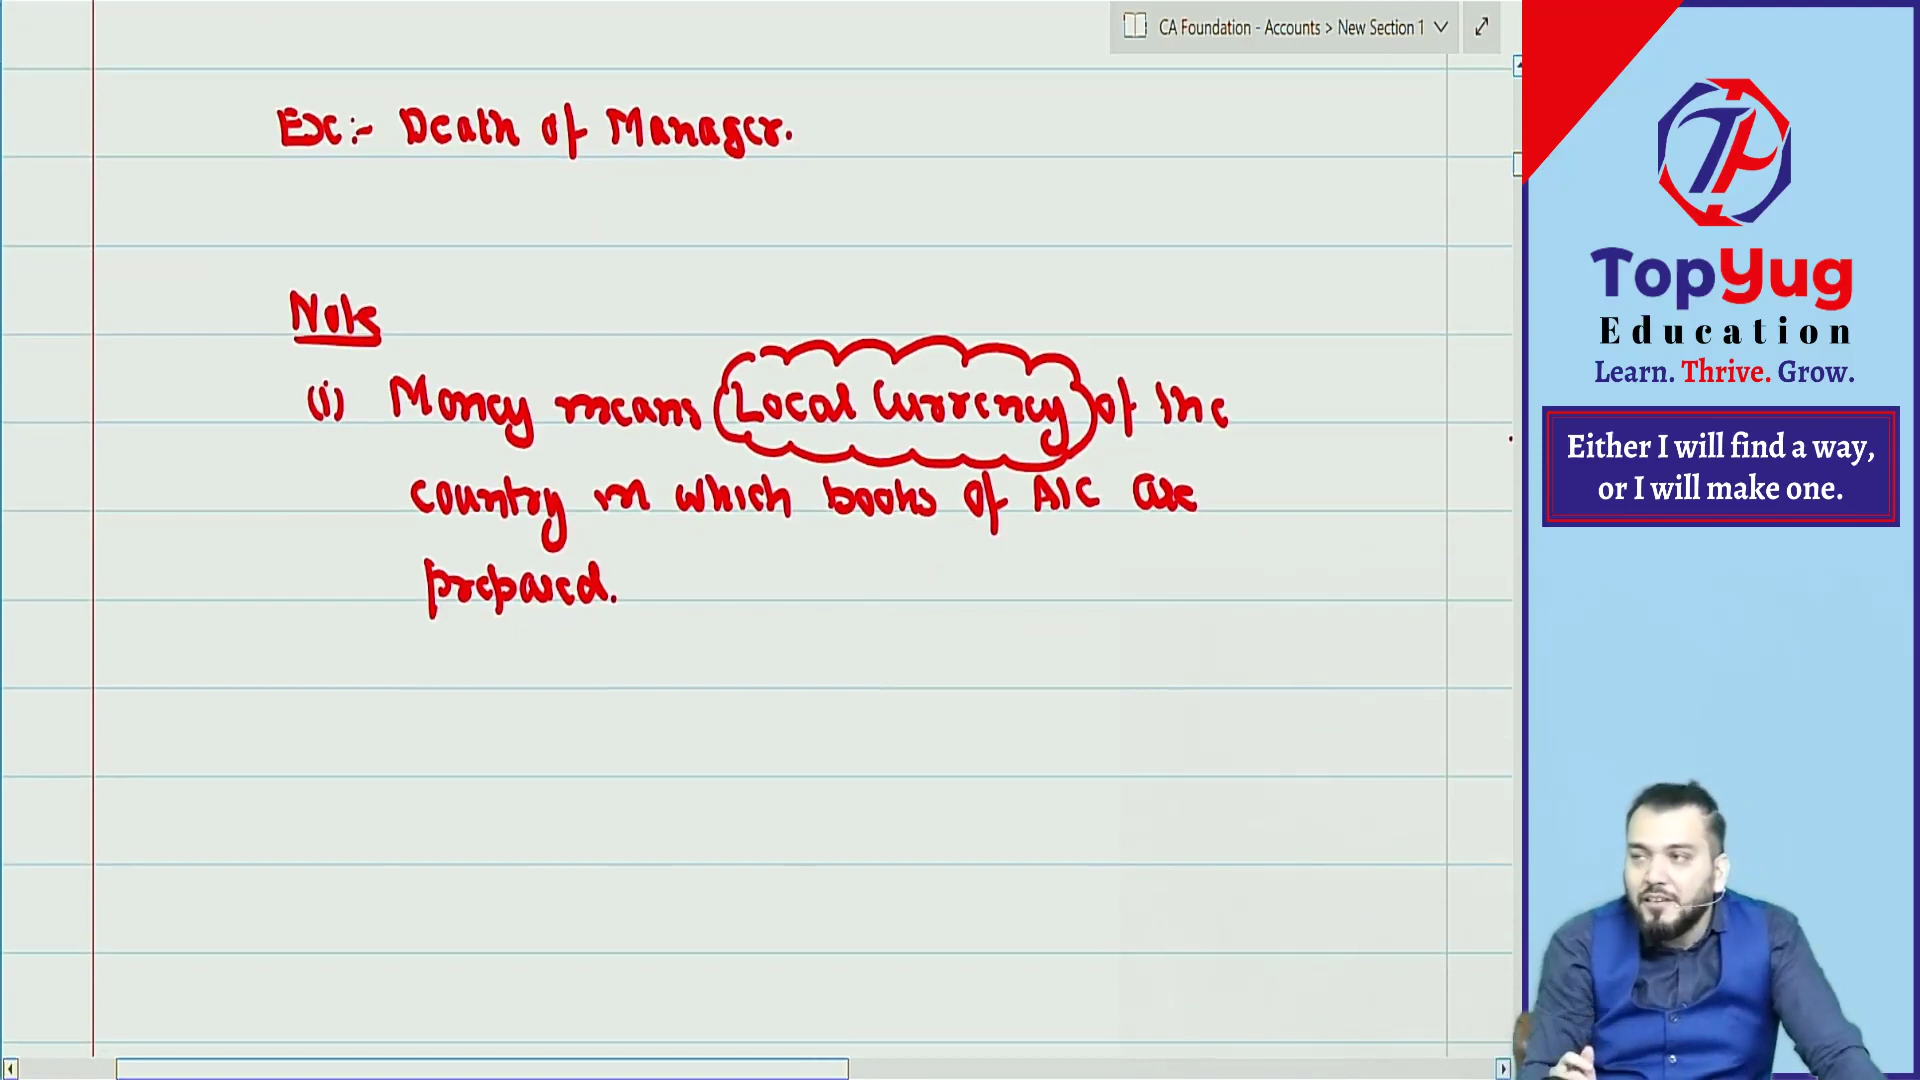 CA Foundation - Accounts > New Section 1
Ex:- Death of Manager.
Note
(i) Money means Local Currency of the
country in which books of A/C are
prepared.
TopYug
Education
Learn. Thrive. Grow.
Either I will find a way,
or I will make one.